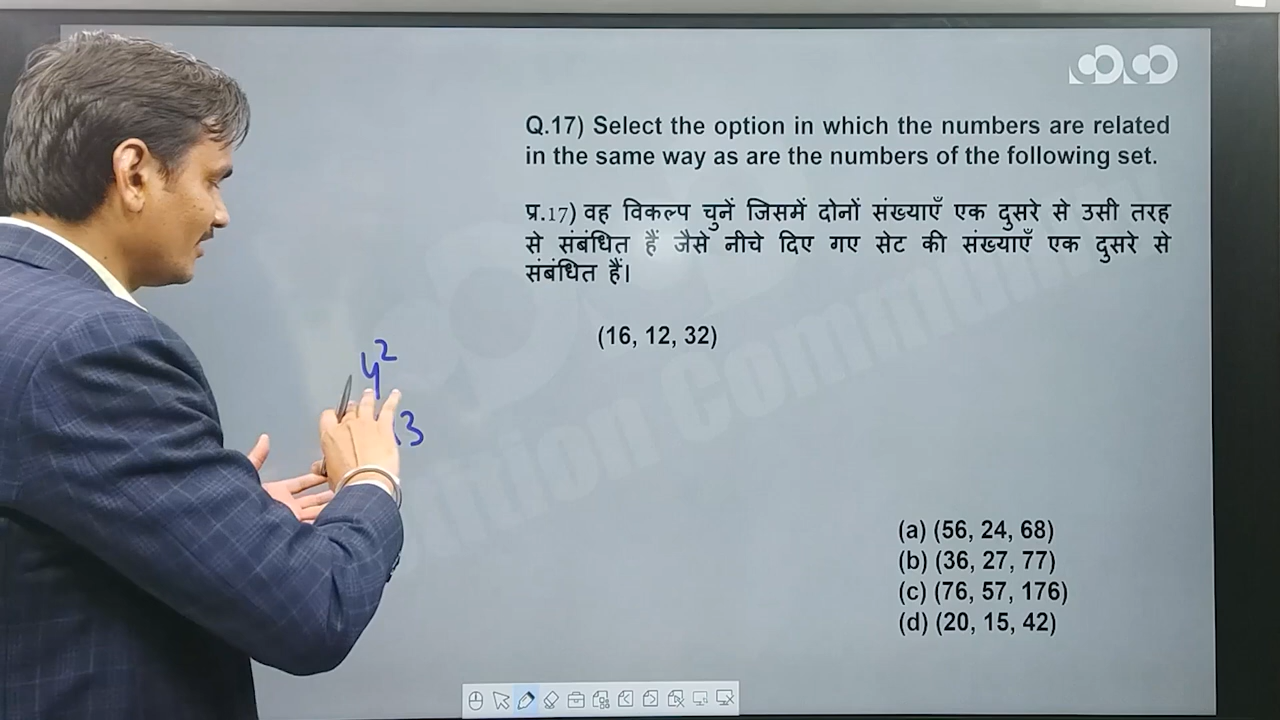 Q.17) Select the option in which the numbers are related
in the same way as are the numbers of the following set.
प्र.17) वह विकल्प चुनें जिसमें दोनों संख्याएँ एक दुसरे से उसी तरह
से संबंधित हैं जैसे नीचे दिए गए सेट की संख्याएँ एक दुसरे से
संबंधित हैं।
(16, 12, 32)
4²
3
(a) (56, 24, 68)
(b) (36, 27, 77)
(c) (76, 57, 176)
(d) (20, 15, 42)